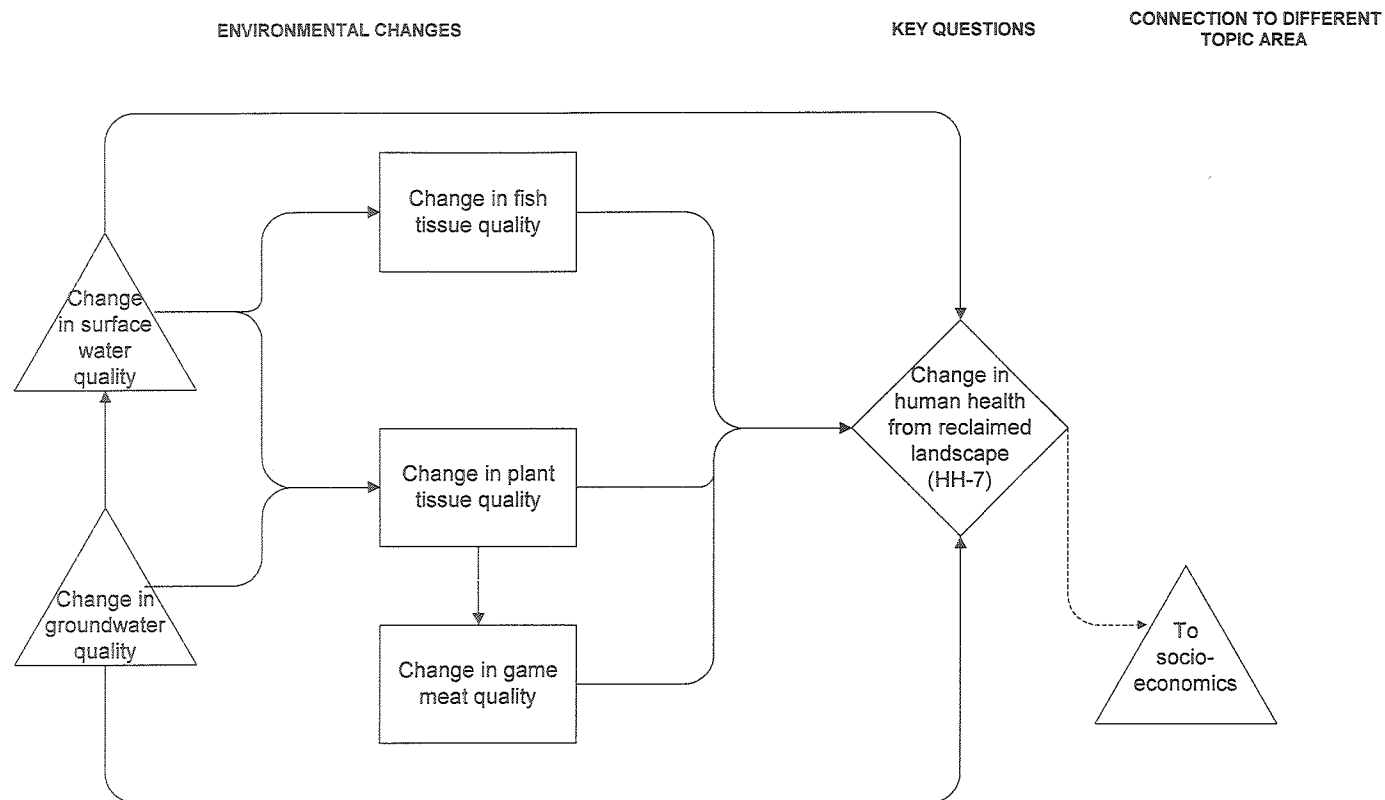 ENVIRONMENTAL CHANGES
KEY QUESTIONS
CONNECTION TO DIFFERENT
TOPIC AREA
Change in fish
tissue quality
Change
in surface
water
quality
Change in
human health
from reclaimed
landscape
(HH-7)
Change in plant
tissue quality
Change in
groundwater
quality
Change in game
meat quality
To
socio-
economics